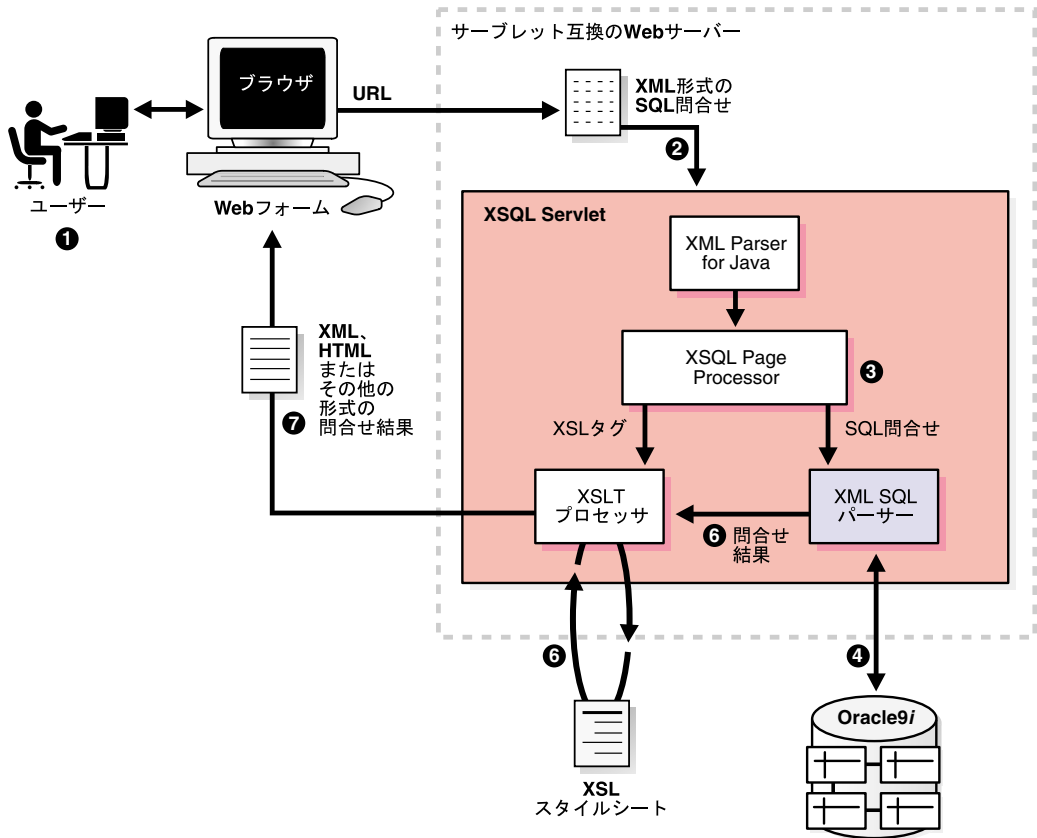 サーブレット互換のWebサーバー
ブラウザ
URL
XML形式の
SQL問合せ
❷
ユーザー
❶
Webフォーム
XSQL Servlet
XML Parser
for Java
XSQL Page
Processor
❸
XML、
HTML
または
その他の
形式の
問合せ結果
❼
XSLタグ
SQL問合せ
XSLT
プロセッサ
XML SQL
パーサー
❻ 問合せ
結果
❻
❹
Oracle9i
XSL
スタイルシート